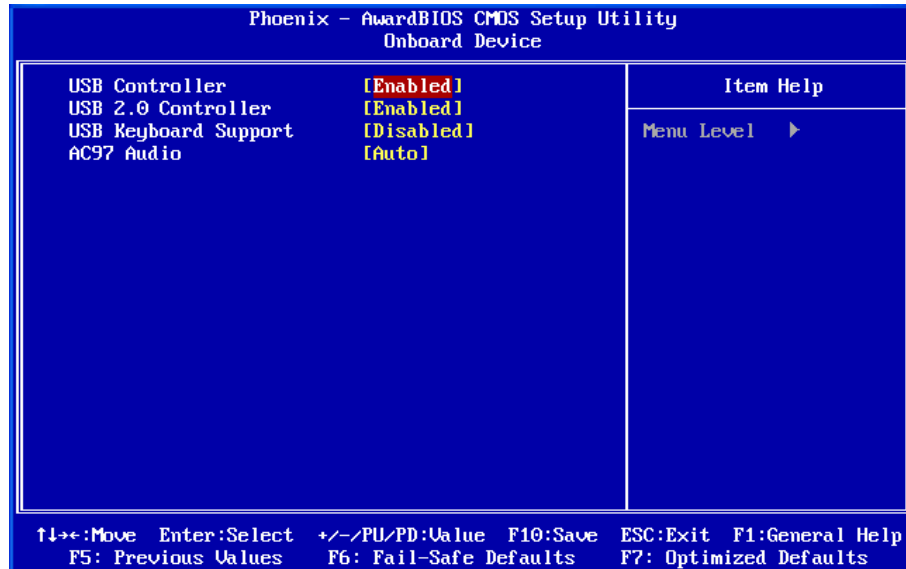 Phoenix - AwardBIOS CMOS Setup Utility
Onboard Device
USB Controller [Enabled]
USB 2.0 Controller [Enabled]
USB Keyboard Support [Disabled]
AC97 Audio [Auto]
Item Help
Menu Level ▶
↑↓→←:Move Enter:Select +/-/PU/PD:Value F10:Save ESC:Exit F1:General Help
F5: Previous Values F6: Fail-Safe Defaults F7: Optimized Defaults